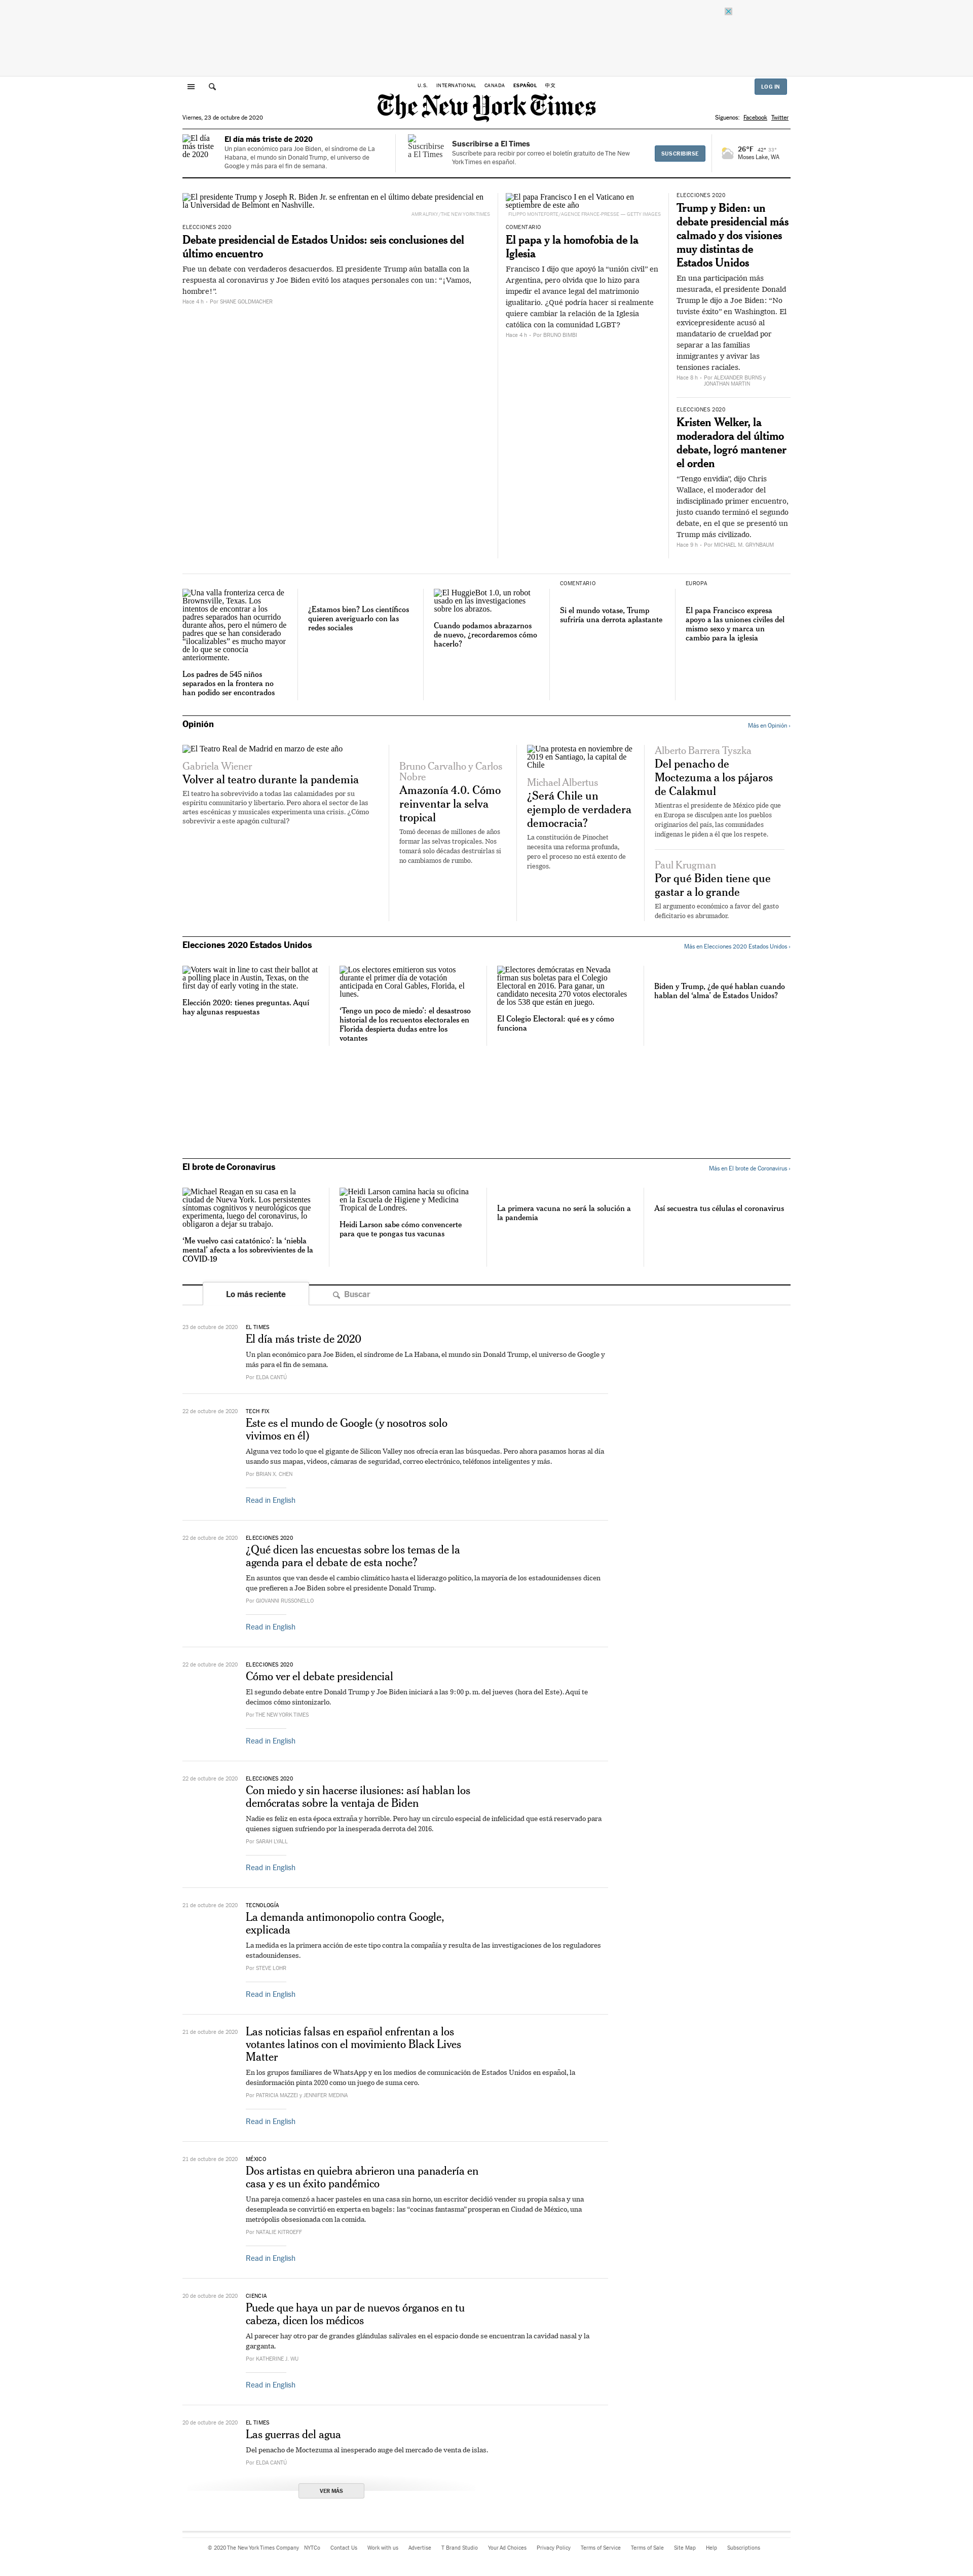 U.S. INTERNATIONAL CANADA ESPAÑOL 中文
LOG IN
The New York Times
Viernes, 23 de octubre de 2020
Síguenos: Facebook Twitter
El día
más triste
de 2020
El día más triste de 2020
Un plan económico para Joe Biden, el síndrome de La
Habana, el mundo sin Donald Trump, el universo de
Google y más para el fin de semana.
Suscribirse
a El Times
Suscribirse a El Times
Suscríbete para recibir por correo el boletín gratuito de The New
York Times en español.
SUSCRIBIRSE
26°F 42° 33°
Moses Lake, WA
El presidente Trump y Joseph R. Biden Jr. se enfrentan en el último debate presidencial en
la Universidad de Belmont en Nashville.
AMR ALFIKY/THE NEW YORK TIMES
ELECCIONES 2020
Debate presidencial de Estados Unidos: seis conclusiones del
último encuentro
Fue un debate con verdaderos desacuerdos. El presidente Trump aún batalla con la
respuesta al coronavirus y Joe Biden evitó los ataques personales con un: “¡Vamos,
hombre!”.
Hace 4 h - Por SHANE GOLDMACHER
El papa Francisco I en el Vaticano en
septiembre de este año
FILIPPO MONTEFORTE/AGENCE FRANCE-PRESSE — GETTY IMAGES
COMENTARIO
El papa y la homofobia de la
Iglesia
Francisco I dijo que apoyó la “unión civil” en
Argentina, pero olvida que lo hizo para
impedir el avance legal del matrimonio
igualitario. ¿Qué podría hacer si realmente
quiere cambiar la relación de la Iglesia
católica con la comunidad LGBT?
Hace 4 h - Por BRUNO BIMBI
ELECCIONES 2020
Trump y Biden: un
debate presidencial más
calmado y dos visiones
muy distintas de
Estados Unidos
En una participación más
mesurada, el presidente Donald
Trump le dijo a Joe Biden: “No
tuviste éxito” en Washington. El
exvicepresidente acusó al
mandatario de crueldad por
separar a las familias
inmigrantes y avivar las
tensiones raciales.
Hace 6 h - Por ALEXANDER BURNS y
JONATHAN MARTIN
ELECCIONES 2020
Kristen Welker, la
moderadora del último
debate, logró mantener
el orden
“Tengo envidia”, dijo Chris
Wallace, el moderador del
indisciplinado primer encuentro,
justo cuando terminó el segundo
debate, en el que se presentó un
Trump más civilizado.
Hace 9 h - Por MICHAEL M. GRYNBAUM
Una valla fronteriza cerca de
Brownsville, Texas. Los
intentos de encontrar a los
padres separados han ocurrido
durante años, pero el número de
padres que se han considerado
“ilocalizables” es mucho mayor
de lo que se conocía
anteriormente.
Los padres de 545 niños
separados en la frontera no
han podido ser encontrados
¿Estamos bien? Los científicos
quieren averiguarlo con las
redes sociales
El HuggieBot 1.0, un robot
usado en las investigaciones
sobre los abrazos.
Cuando podamos abrazarnos
de nuevo, ¿recordaremos cómo
hacerlo?
COMENTARIO
Si el mundo votase, Trump
sufriría una derrota aplastante
EUROPA
El papa Francisco expresa
apoyo a las uniones civiles del
mismo sexo y marca un
cambio para la iglesia
Opinión
Más en Opinión ›
El Teatro Real de Madrid en marzo de este año
Gabriela Wiener
Volver al teatro durante la pandemia
El teatro ha sobrevivido a todas las calamidades por su
espíritu comunitario y libertario. Pero ahora el sector de las
artes escénicas y musicales experimenta una crisis. ¿Cómo
sobrevivir a este apagón cultural?
Bruno Carvalho y Carlos
Nobre
Amazonía 4.0. Cómo
reinventar la selva
tropical
Tomó decenas de millones de años
formar las selvas tropicales. Nos
tomará solo décadas destruirlas si
no cambiamos de rumbo.
Una protesta en noviembre de
2019 en Santiago, la capital de
Chile
Michael Albertus
¿Será Chile un
ejemplo de verdadera
democracia?
La constitución de Pinochet
necesita una reforma profunda,
pero el proceso no está exento de
riesgos.
Alberto Barrera Tyszka
Del penacho de
Moctezuma a los pájaros
de Calakmul
Mientras el presidente de México pide que
en Europa se disculpen ante los pueblos
originarios del país, las comunidades
indígenas le piden a él que los respete.
Paul Krugman
Por qué Biden tiene que
gastar a lo grande
El argumento económico a favor del gasto
deficitario es abrumador.
Elecciones 2020 Estados Unidos
Más en Elecciones 2020 Estados Unidos ›
Voters wait in line to cast their ballot at
a polling place in Austin, Texas, on the
first day of early voting in the state.
Elección 2020: tienes preguntas. Aquí
hay algunas respuestas
Los electores emitieron sus votos
durante el primer día de votación
anticipada en Coral Gables, Florida, el
lunes.
‘Tengo un poco de miedo’: el desastroso
historial de los recuentos electorales en
Florida despierta dudas entre los
votantes
Electores demócratas en Nevada
firman sus boletas para el Colegio
Electoral en 2016. Para ganar, un
candidato necesita 270 votos electorales
de los 538 que están en juego.
El Colegio Electoral: qué es y cómo
funciona
Biden y Trump, ¿de qué hablan cuando
hablan del ‘alma’ de Estados Unidos?
El brote de Coronavirus
Más en El brote de Coronavirus ›
Michael Reagan en su casa en la
ciudad de Nueva York. Los persistentes
síntomas cognitivos y neurológicos que
experimenta, luego del coronavirus, lo
obligaron a dejar su trabajo.
‘Me vuelvo casi catatónico’: la ‘niebla
mental’ afecta a los sobrevivientes de la
COVID-19
Heidi Larson camina hacia su oficina
en la Escuela de Higiene y Medicina
Tropical de Londres.
Heidi Larson sabe cómo convencerte
para que te pongas tus vacunas
La primera vacuna no será la solución a
la pandemia
Así secuestra tus células el coronavirus
Lo más reciente
Buscar
23 de octubre de 2020 EL TIMES
El día más triste de 2020
Un plan económico para Joe Biden, el síndrome de La Habana, el mundo sin Donald Trump, el universo de Google y
más para el fin de semana.
Por ELDA CANTÚ
22 de octubre de 2020 TECH FIX
Este es el mundo de Google (y nosotros solo
vivimos en él)
Alguna vez todo lo que el gigante de Silicon Valley nos ofrecía eran las búsquedas. Pero ahora pasamos horas al día
usando sus mapas, videos, cámaras de seguridad, correo electrónico, teléfonos inteligentes y más.
Por BRIAN X. CHEN
Read in English
22 de octubre de 2020 ELECCIONES 2020
¿Qué dicen las encuestas sobre los temas de la
agenda para el debate de esta noche?
En asuntos que van desde el cambio climático hasta el liderazgo político, la mayoría de los estadounidenses dicen
que prefieren a Joe Biden sobre el presidente Donald Trump.
Por GIOVANNI RUSSONELLO
Read in English
22 de octubre de 2020 ELECCIONES 2020
Cómo ver el debate presidencial
El segundo debate entre Donald Trump y Joe Biden iniciará a las 9:00 p. m. del jueves (hora del Este). Aquí te
decimos cómo sintonizarlo.
Por THE NEW YORK TIMES
Read in English
22 de octubre de 2020 ELECCIONES 2020
Con miedo y sin hacerse ilusiones: así hablan los
demócratas sobre la ventaja de Biden
Nadie es feliz en esta época extraña y horrible. Pero hay un círculo especial de infelicidad que está reservado para
quienes siguen sufriendo por la inesperada derrota del 2016.
Por SARAH LYALL
Read in English
21 de octubre de 2020 TECNOLOGÍA
La demanda antimonopolio contra Google,
explicada
La medida es la primera acción de este tipo contra la compañía y resulta de las investigaciones de los reguladores
estadounidenses.
Por STEVE LOHR
Read in English
21 de octubre de 2020
Las noticias falsas en español enfrentan a los
votantes latinos con el movimiento Black Lives
Matter
En los grupos familiares de WhatsApp y en los medios de comunicación de Estados Unidos en español, la
desinformación pinta 2020 como un juego de suma cero.
Por PATRICIA MAZZEI y JENNIFER MEDINA
Read in English
21 de octubre de 2020 MÉXICO
Dos artistas en quiebra abrieron una panadería en
casa y es un éxito pandémico
Una pareja comenzó a hacer pasteles en una casa sin horno, un escritor decidió vender su propia salsa y una
desempleada se convirtió en experta en bagels: las “cocinas fantasma” prosperan en Ciudad de México, una
metrópolis obsesionada con la comida.
Por NATALIE KITROEFF
Read in English
20 de octubre de 2020 CIENCIA
Puede que haya un par de nuevos órganos en tu
cabeza, dicen los médicos
Al parecer hay otro par de grandes glándulas salivales en el espacio donde se encuentran la cavidad nasal y la
garganta.
Por KATHERINE J. WU
Read in English
20 de octubre de 2020 EL TIMES
Las guerras del agua
Del penacho de Moctezuma al inesperado auge del mercado de venta de islas.
Por ELDA CANTÚ
VER MÁS
© 2020 The New York Times Company NYTCo Contact Us Work with us Advertise T Brand Studio Your Ad Choices Privacy Policy Terms of Service Terms of Sale Site Map Help Subscriptions